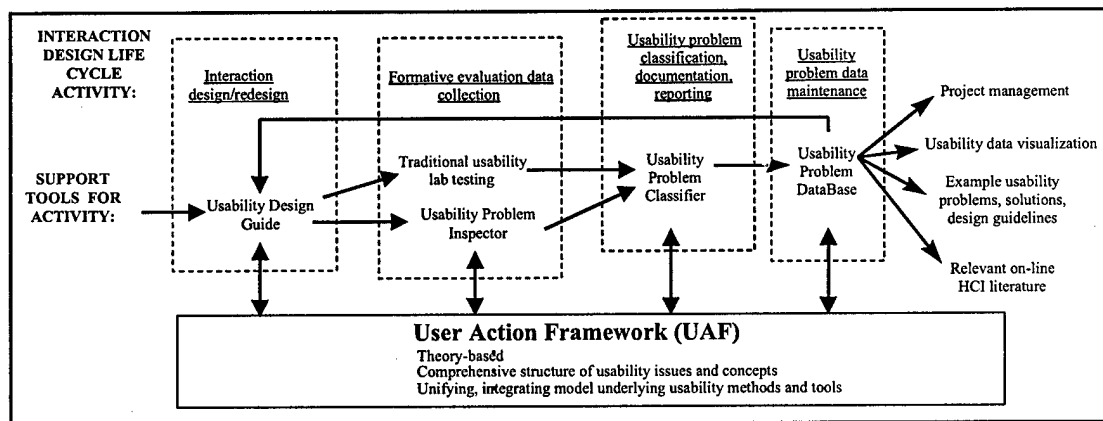 INTERACTION
DESIGN LIFE
CYCLE
ACTIVITY:
Interaction
design/redesign
Formative evaluation data
collection
Usability problem
classification,
documentation,
reporting
Usability
problem data
maintenance
SUPPORT
TOOLS FOR
ACTIVITY:
Usability Design
Guide
Traditional usability
lab testing
Usability Problem
Inspector
Usability
Problem
Classifier
Usability
Problem
DataBase
Project management
Usability data visualization
Example usability
problems, solutions,
design guidelines
Relevant on-line
HCI literature
User Action Framework (UAF)
Theory-based
Comprehensive structure of usability issues and concepts
Unifying, integrating model underlying usability methods and tools